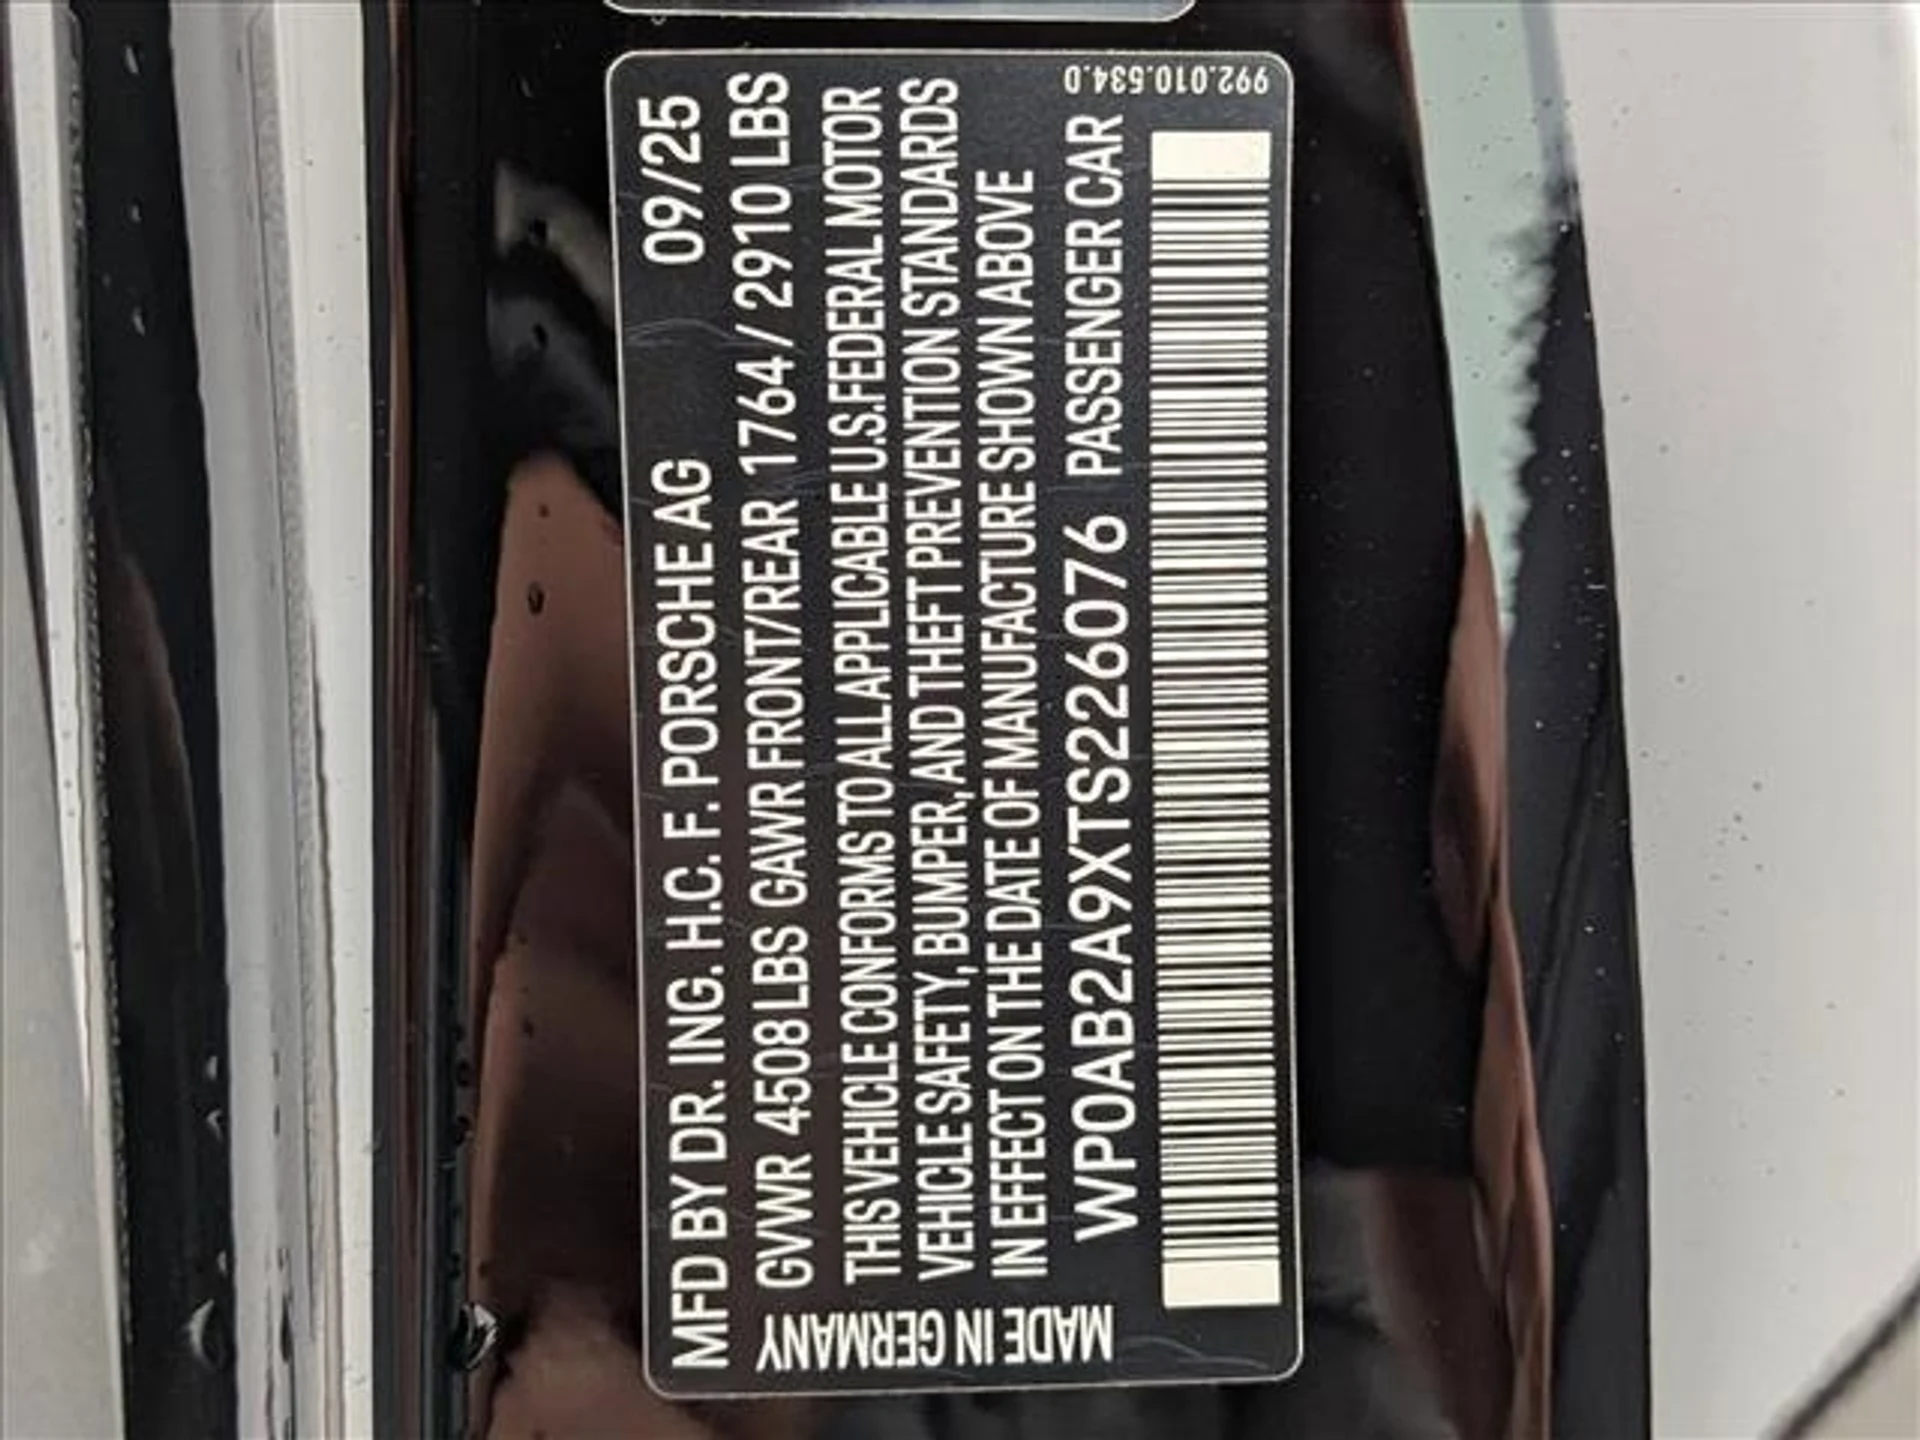 MFD BY DR. ING. H.C. F. PORSCHE AG 09/25
GVWR 4508 LBS GAWR FRONT/REAR 1764 / 2910 LBS
THIS VEHICLE CONFORMS TO ALL APPLICABLE U.S. FEDERAL MOTOR
VEHICLE SAFETY, BUMPER, AND THEFT PREVENTION STANDARDS
IN EFFECT ON THE DATE OF MANUFACTURE SHOWN ABOVE
WP0AB2A9XTS226076 PASSENGER CAR
MADE IN GERMANY
992.010.534.D